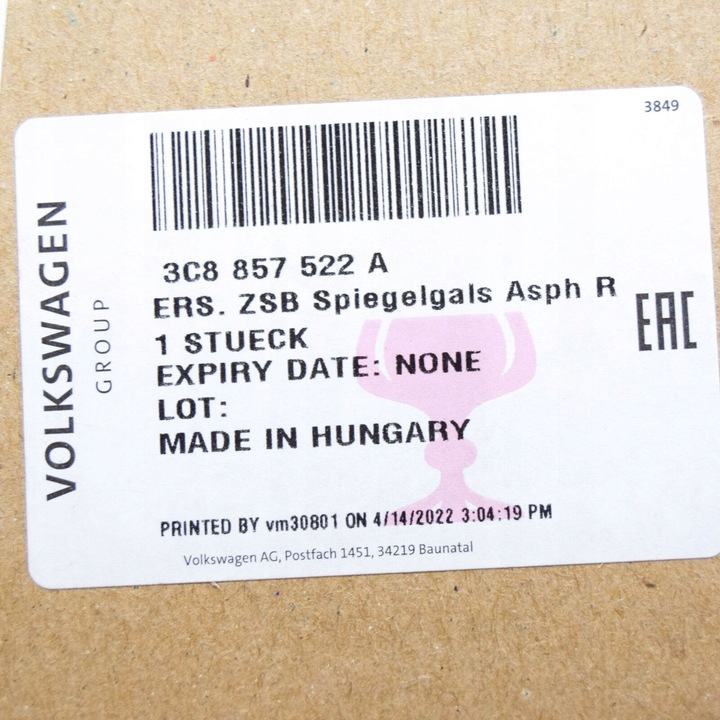 3849
VOLKSWAGEN
GROUP
3C8 857 522 A
ERS. ZSB Spiegelgals Asph R
EAC
1 STUECK
EXPIRY DATE: NONE
LOT:
MADE IN HUNGARY
PRINTED BY vm30801 ON 4/14/2022 3:04:19 PM
Volkswagen AG, Postfach 1451, 34219 Baunatal